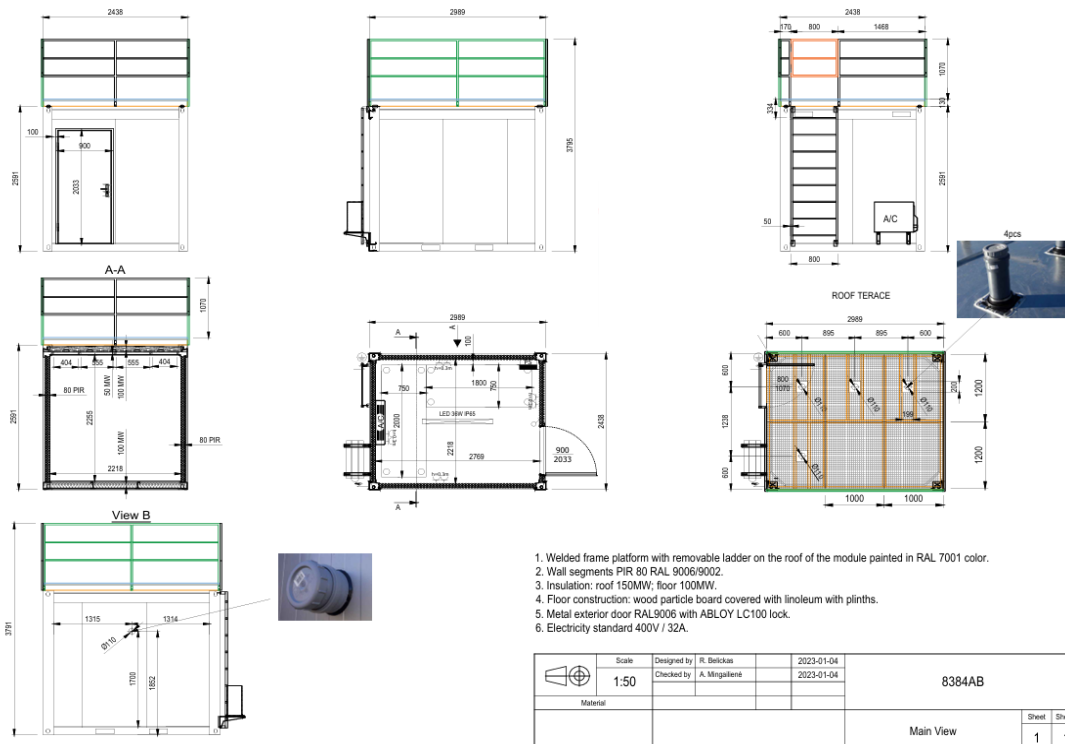 2438
2989
2438
170 800 1468
1070
130
334
3795
2591
100
900
2033
2591
50
A/C
800
4pcs
A-A
ROOF TERACE
1070
404 555 555 404
50 MW
100 MW
80 PIR
2255
100 MW
80 PIR
2591
2218
2989
A
A
100
750
1800
750
LED 36W IP65
A/C
2000
2218
2769
900
2033
2438
h=0.3m
A
2989
600 895 895 600
600
800
1070
Ø110
Ø110
Ø110
200
199
1200
1238
Ø110
1200
600
1000 1000
View B
3791
1315 1314
Ø110
1700
1852
1. Welded frame platform with removable ladder on the roof of the module painted in RAL 7001 color.
2. Wall segments PIR 80 RAL 9006/9002.
3. Insulation: roof 150MW; floor 100MW.
4. Floor construction: wood particle board covered with linoleum with plinths.
5. Metal exterior door RAL9006 with ABLOY LC100 lock.
6. Electricity standard 400V / 32A.
Scale Designed by R. Belickas 2023-01-04
1:50 Checked by A. Mingailienė 2023-01-04
8384AB
Material
Main View
Sheet
1